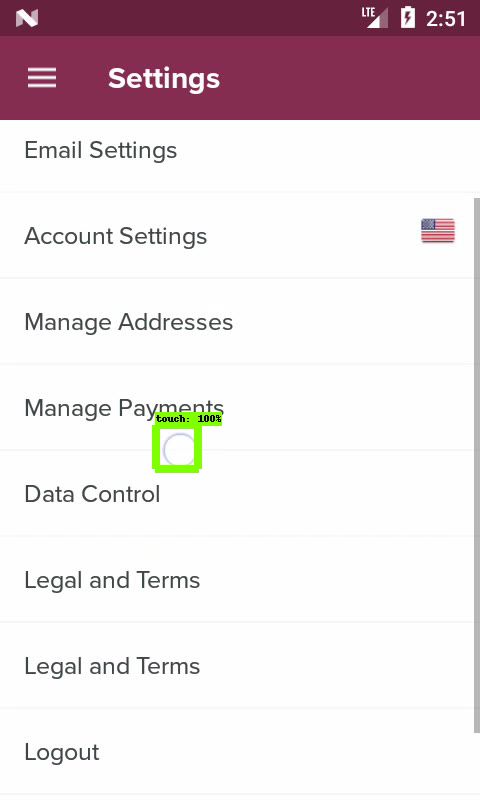 LTE 2:51
Settings
Email Settings
Account Settings
Manage Addresses
Manage Payments
touch: 100%
Data Control
Legal and Terms
Legal and Terms
Logout